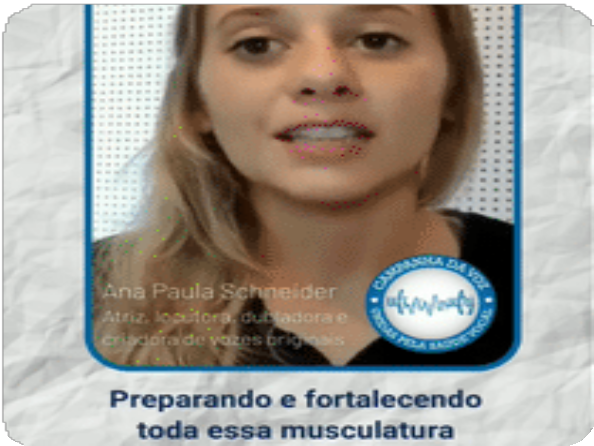 Ana Paula Schneider
Atriz, locutora, dubladora e
criadora de vozes originais
CAMPANHA DA VOZ
UNIDAS PELA SAÚDE VOCAL
Preparando e fortalecendo
toda essa musculatura